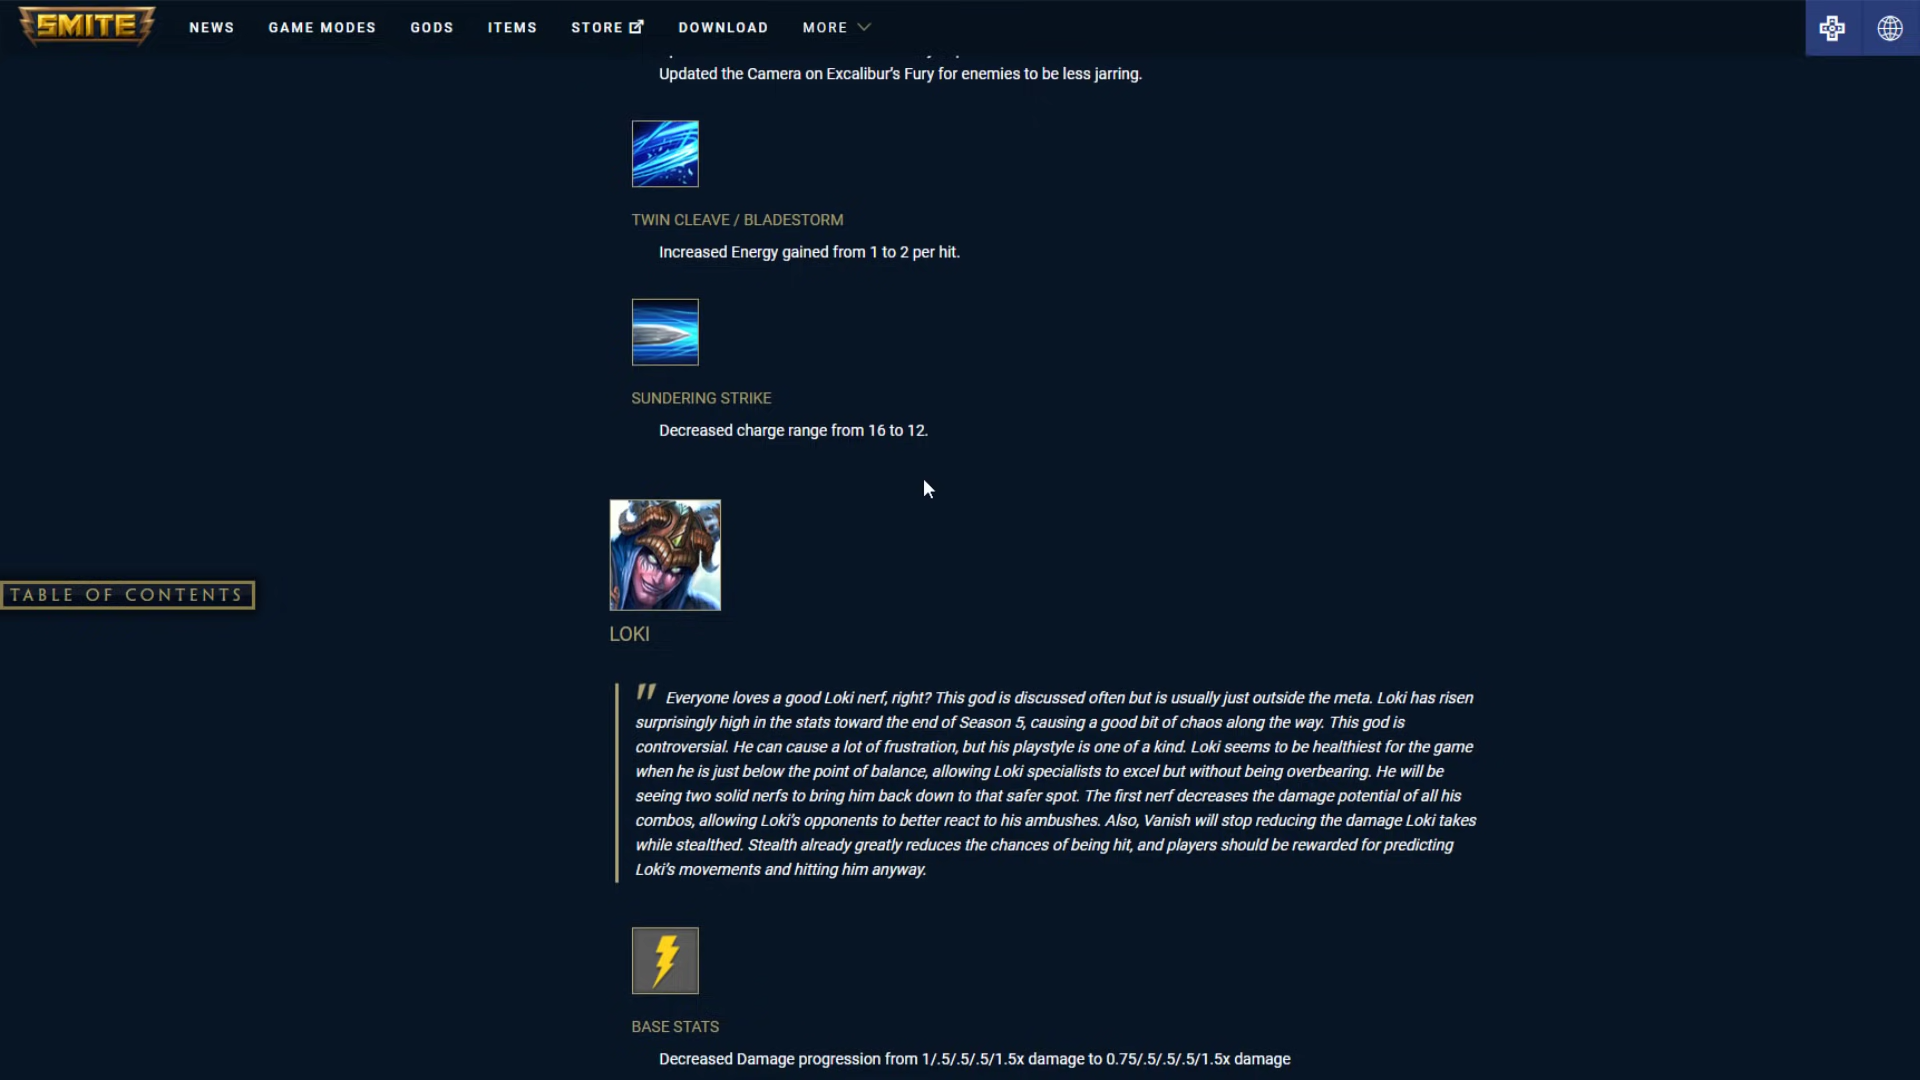 SMITE
NEWS GAME MODES GODS ITEMS STORE DOWNLOAD MORE
Updated the Camera on Excalibur's Fury for enemies to be less jarring.
TWIN CLEAVE / BLADESTORM
Increased Energy gained from 1 to 2 per hit.
SUNDERING STRIKE
Decreased charge range from 16 to 12.
TABLE OF CONTENTS
LOKI
" Everyone loves a good Loki nerf, right? This god is discussed often but is usually just outside the meta. Loki has risen
surprisingly high in the stats toward the end of Season 5, causing a good bit of chaos along the way. This god is
controversial. He can cause a lot of frustration, but his playstyle is one of a kind. Loki seems to be healthiest for the game
when he is just below the point of balance, allowing Loki specialists to excel but without being overbearing. He will be
seeing two solid nerfs to bring him back down to that safer spot. The first nerf decreases the damage potential of all his
combos, allowing Loki's opponents to better react to his ambushes. Also, Vanish will stop reducing the damage Loki takes
while stealthed. Stealth already greatly reduces the chances of being hit, and players should be rewarded for predicting
Loki's movements and hitting him anyway.
BASE STATS
Decreased Damage progression from 1/.5/.5/.5/1.5x damage to 0.75/.5/.5/.5/1.5x damage